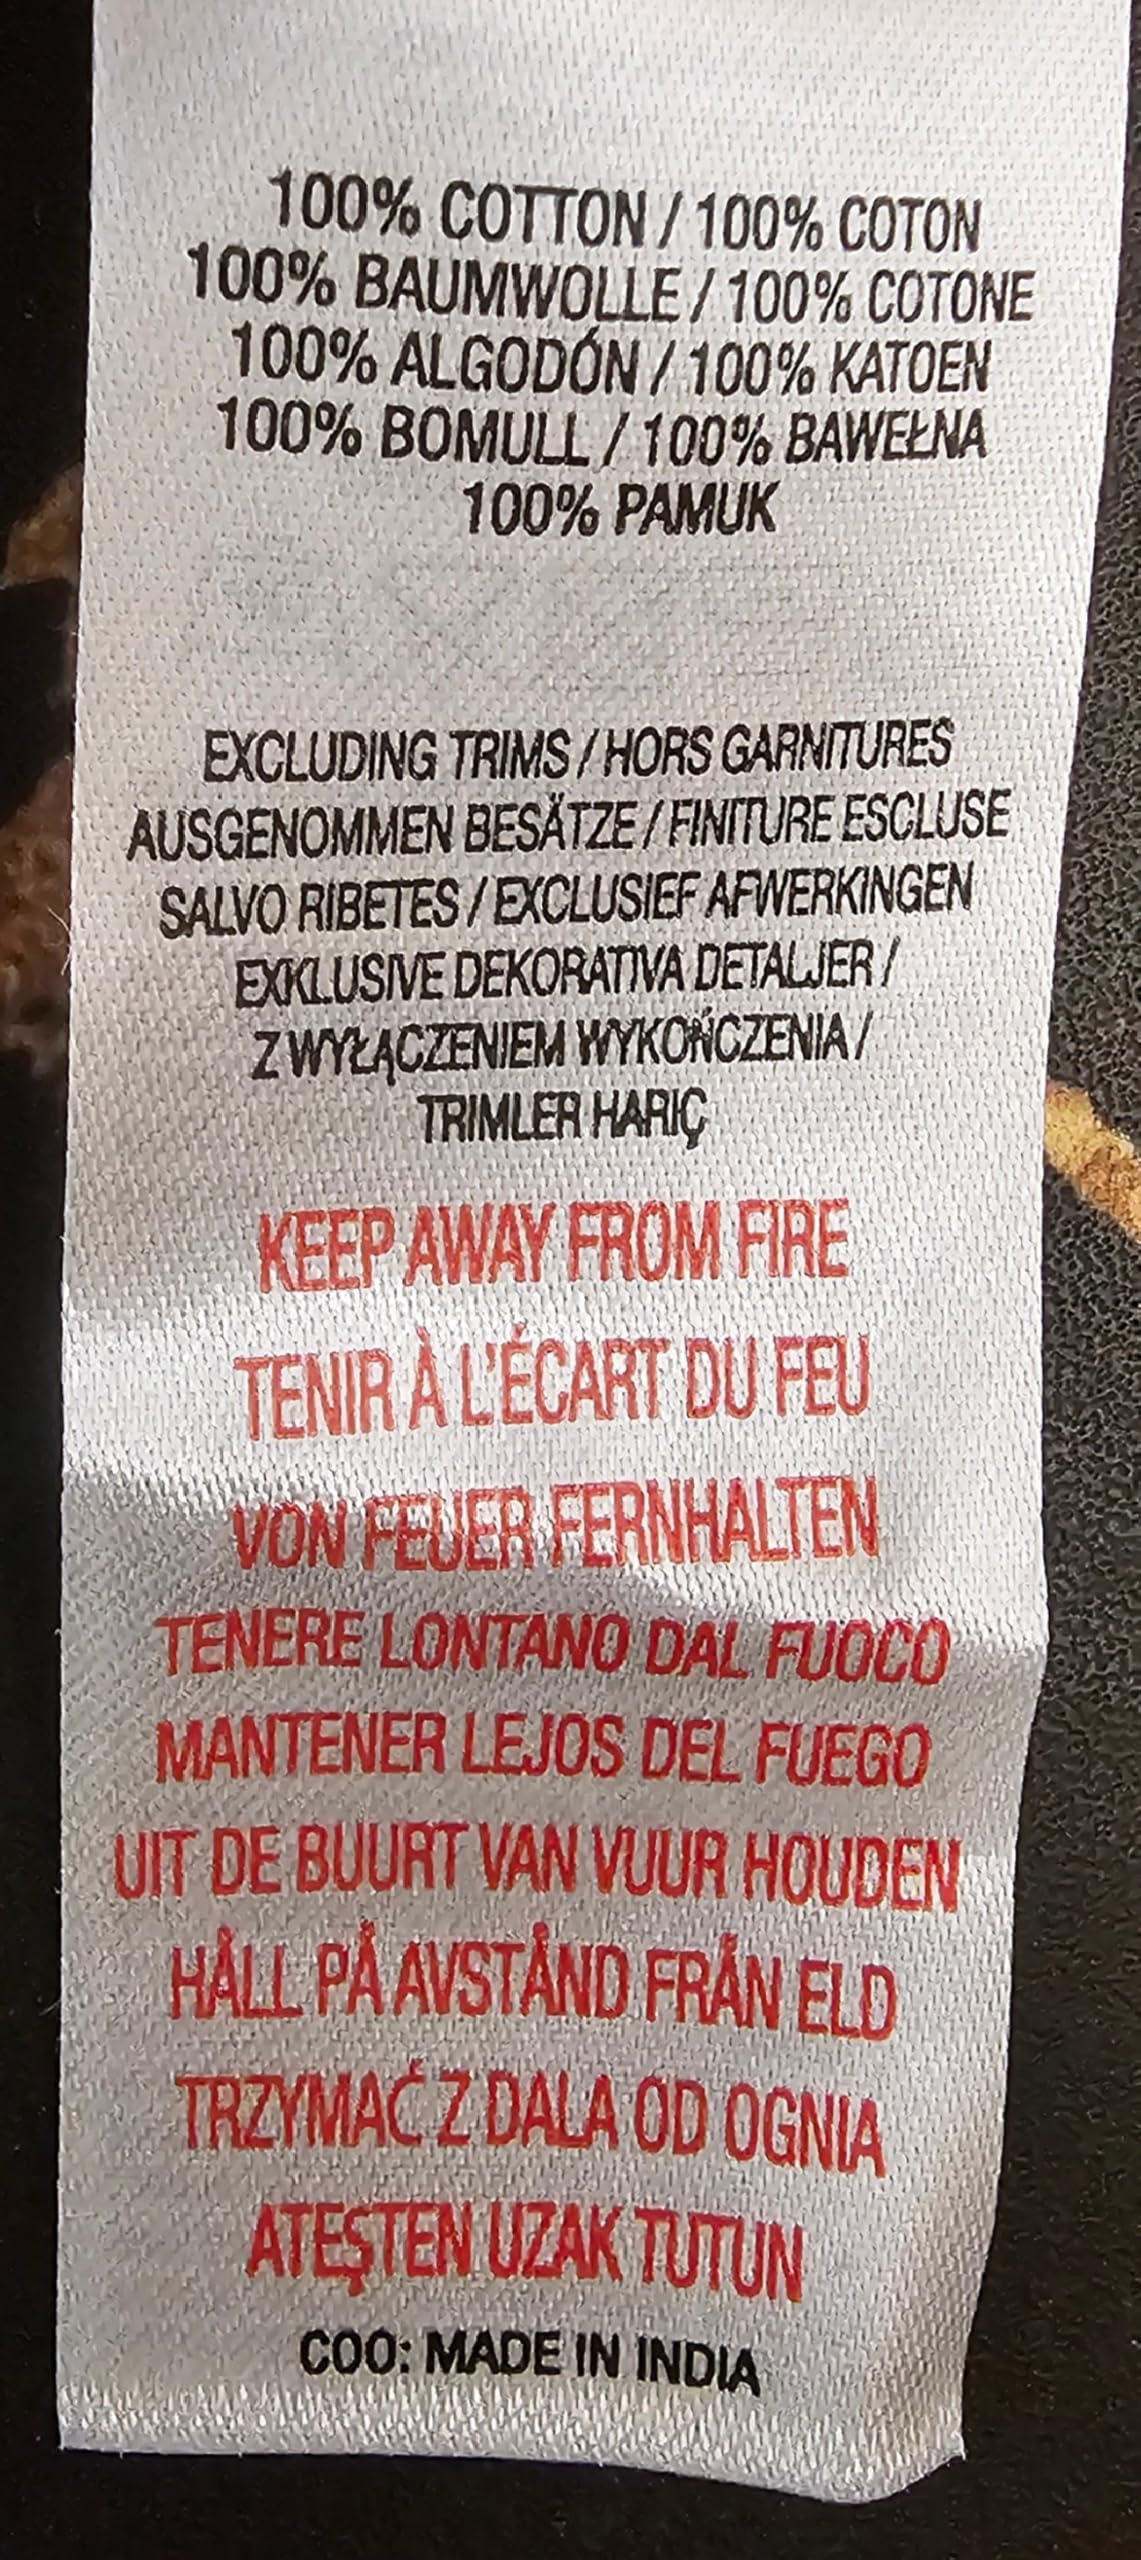 100% COTTON / 100% COTON
100% BAUMWOLLE / 100% COTONE
100% ALGODÓN / 100% KATOEN
100% BOMULL / 100% BAWEŁNA
100% PAMUK
EXCLUDING TRIMS / HORS GARNITURES
AUSGENOMMEN BESÄTZE / FINITURE ESCLUSE
SALVO RIBETES / EXCLUSIEF AFWERKINGEN
EXKLUSIVE DEKORATIVA DETALJER /
Z WYŁĄCZENIEM WYKOŃCZENIA /
TRIMLER HARIÇ
KEEP AWAY FROM FIRE
TENIR À L'ÉCART DU FEU
VON FEUER FERNHALTEN
TENERE LONTANO DAL FUOCO
MANTENER LEJOS DEL FUEGO
UIT DE BUURT VAN VUUR HOUDEN
HÅLL PÅ AVSTÅND FRÅN ELD
TRZYMAĆ Z DALA OD OGNIA
ATEŞTEN UZAK TUTUN
COO: MADE IN INDIA